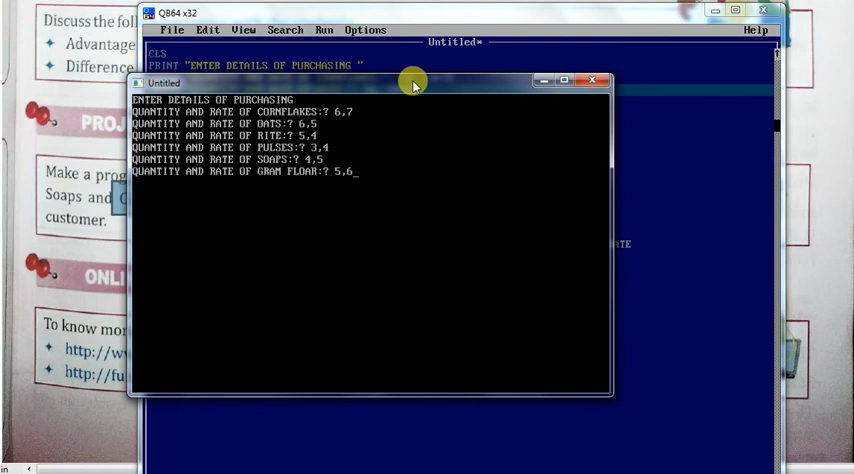 Discuss the foll
Advantage
Difference
PROJ
Make a prog
Soaps and
customer.
ONLI
To know mor
http://w
http://fu
in
QB64 x32
File Edit View Search Run Options Help
Untitled*
CLS
PRINT "ENTER DETAILS OF PURCHASING "
Untitled
ENTER DETAILS OF PURCHASING
QUANTITY AND RATE OF CORNFLAKES:? 6,7
QUANTITY AND RATE OF OATS:? 6,5
QUANTITY AND RATE OF RITE:? 5,4
QUANTITY AND RATE OF PULSES:? 3,4
QUANTITY AND RATE OF SOAPS:? 4,5
QUANTITY AND RATE OF GRAM FLOAR:? 5,6_
ATE